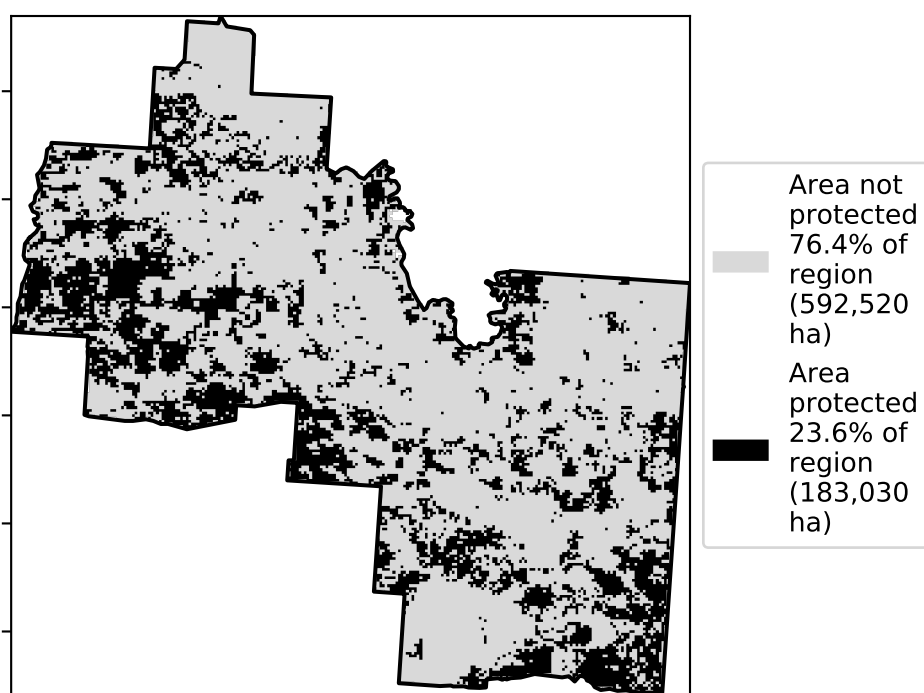 Area not
protected
76.4% of
region
(592,520
ha)
Area
protected
23.6% of
region
(183,030
ha)